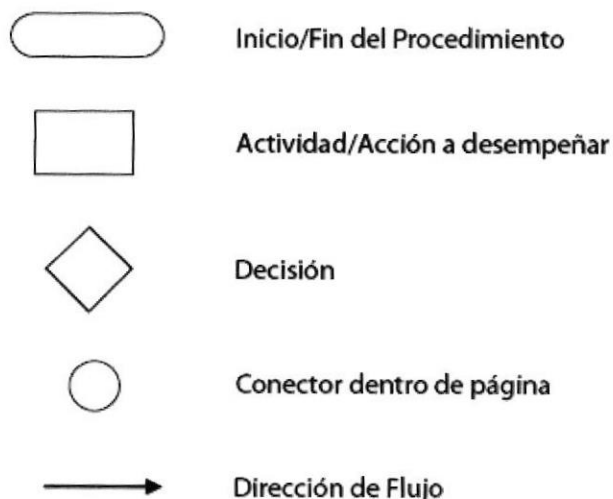 Inicio/Fin del Procedimiento
Actividad/Acción a desempeñar
Decisión
Conector dentro de página
Dirección de Flujo